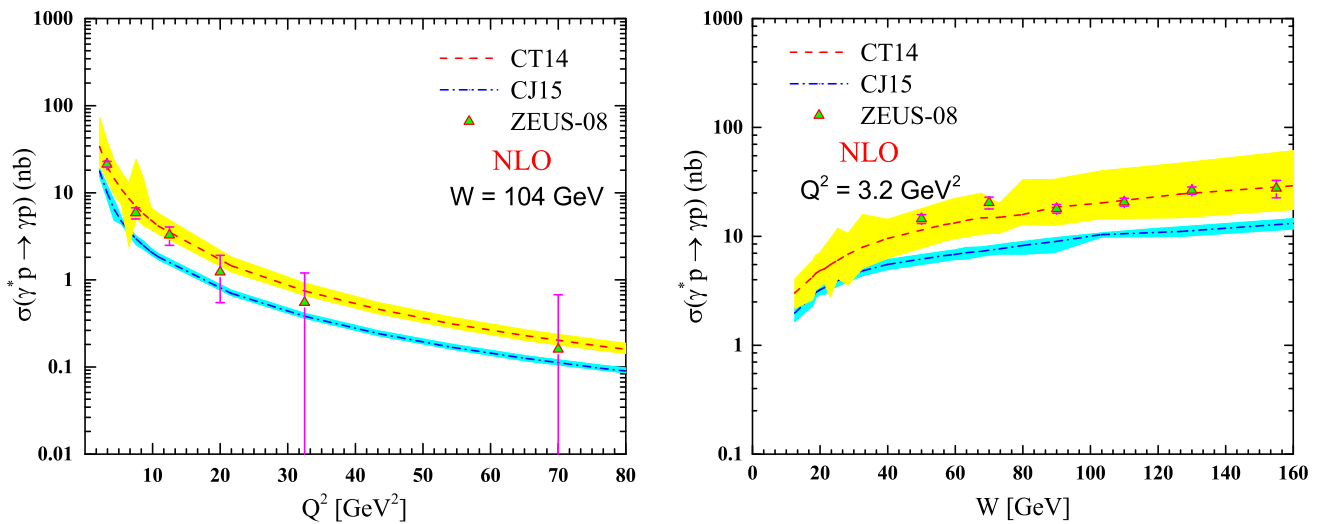 1000
100
10
1
0.1
0.01
σ(γ* p → γp) (nb)
CT14
CJ15
ZEUS-08
NLO
W = 104 GeV
10 20 30 40 50 60 70 80
Q² [GeV²]
1000
100
10
1
0.1
σ(γ* p → γp) (nb)
CT14
CJ15
ZEUS-08
NLO
Q² = 3.2 GeV²
0 20 40 60 80 100 120 140 160
W [GeV]